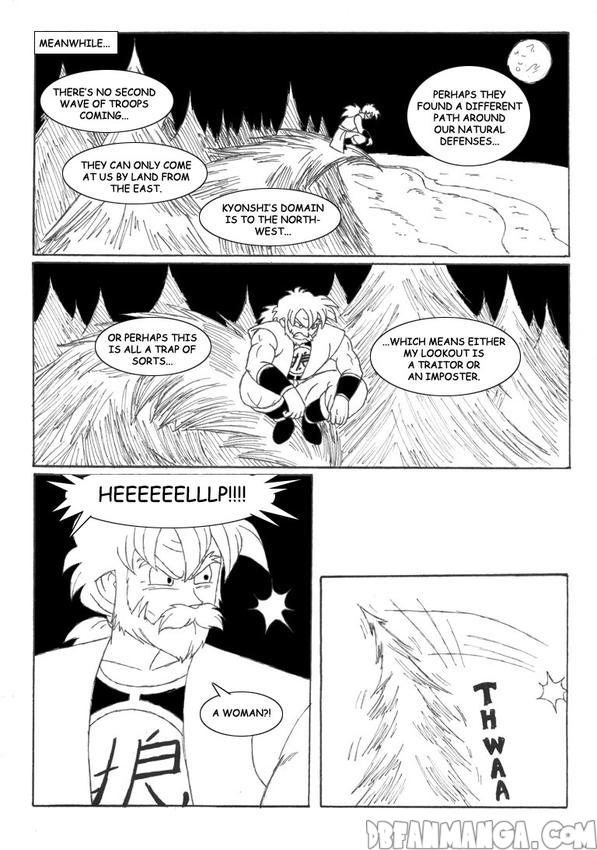 MEANWHILE...
THERE'S NO SECOND
WAVE OF TROOPS
COMING...
PERHAPS THEY
FOUND A DIFFERENT
PATH AROUND
OUR NATURAL
DEFENSES...
THEY CAN ONLY COME
AT US BY LAND FROM
THE EAST.
KYONSHI'S DOMAIN
IS TO THE NORTH-
WEST...
OR PERHAPS THIS
IS ALL A TRAP OF
SORTS...
...WHICH MEANS EITHER
MY LOOKOUT IS
A TRAITOR OR
AN IMPOSTER.
HEEEEEELLLP!!!!
A WOMAN?!
狼
THWAA
DBFANMANGA.COM